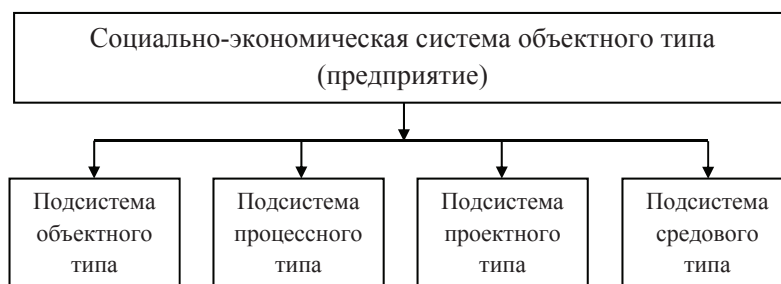 Социально-экономическая система объектного типа
(предприятие)
Подсистема
объектного
типа
Подсистема
процессного
типа
Подсистема
проектного
типа
Подсистема
средового
типа